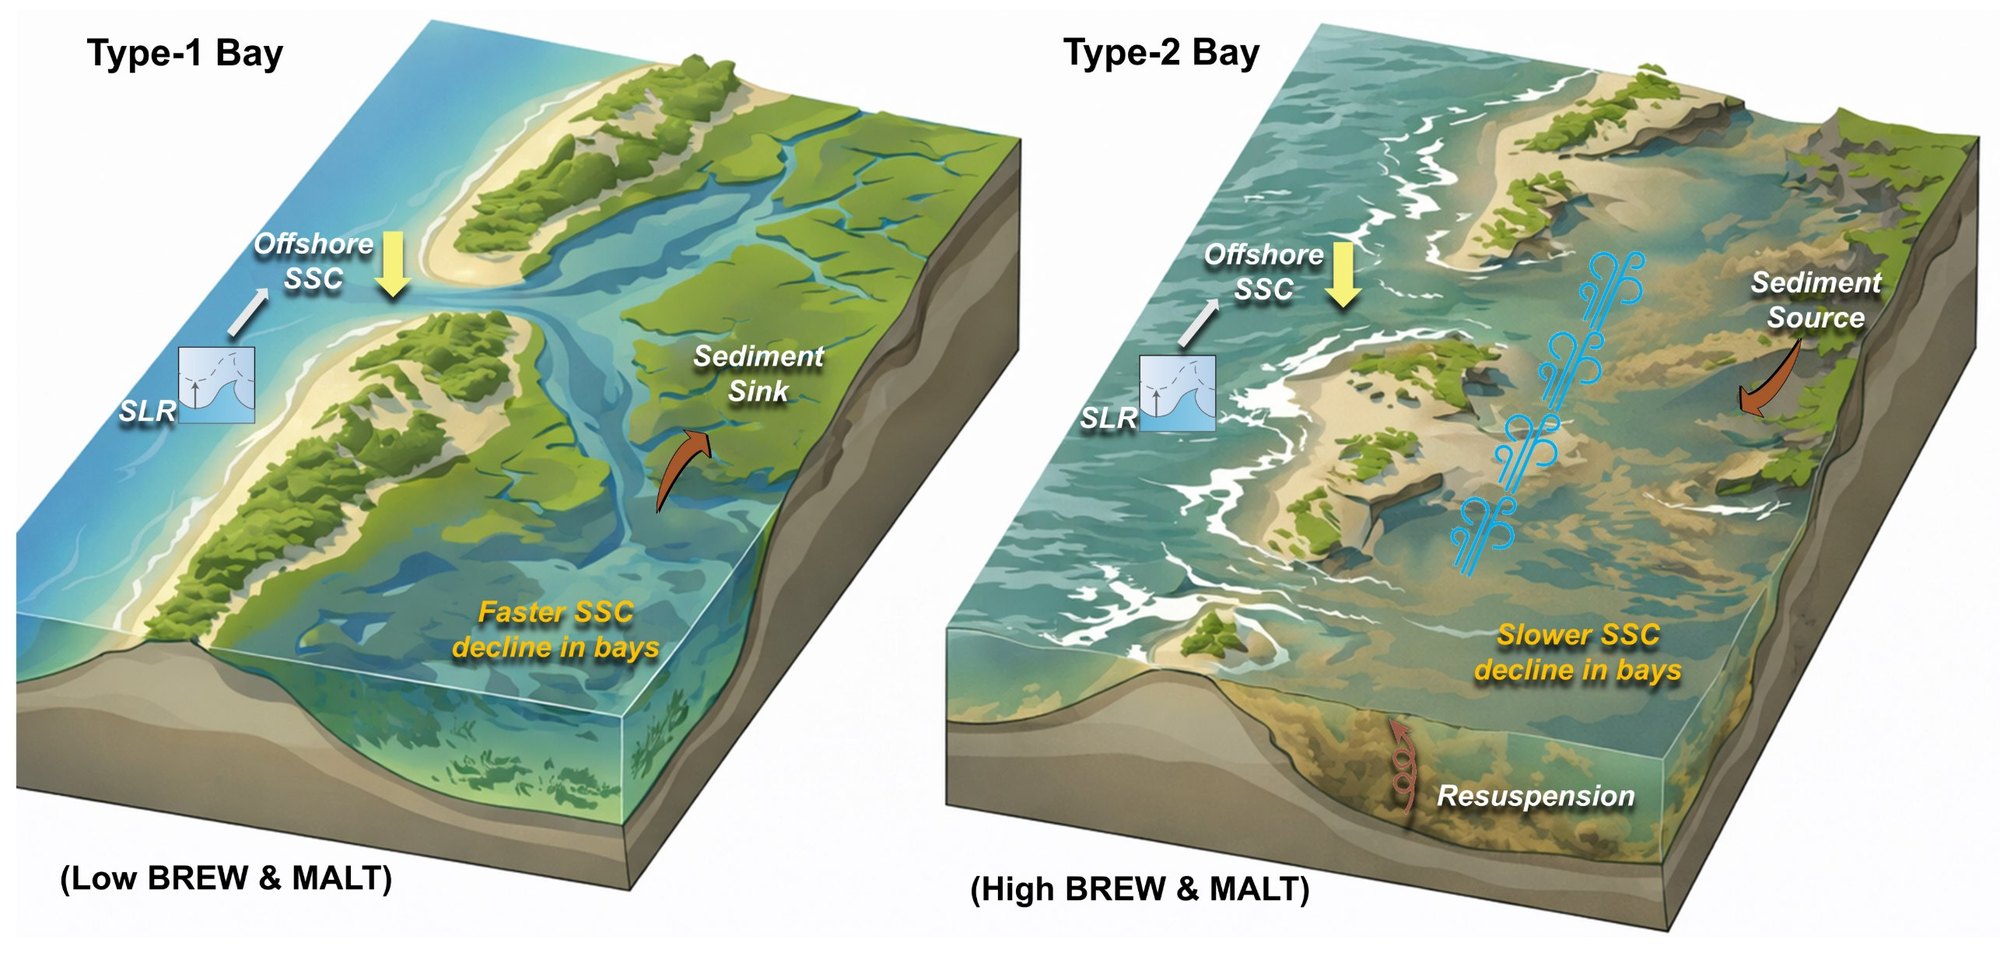 Type-1 Bay
Offshore
SSC
SLR
Sediment
Sink
Faster SSC
decline in bays
(Low BREW & MALT)
Type-2 Bay
Offshore
SSC
SLR
Sediment
Source
Slower SSC
decline in bays
Resuspension
(High BREW & MALT)